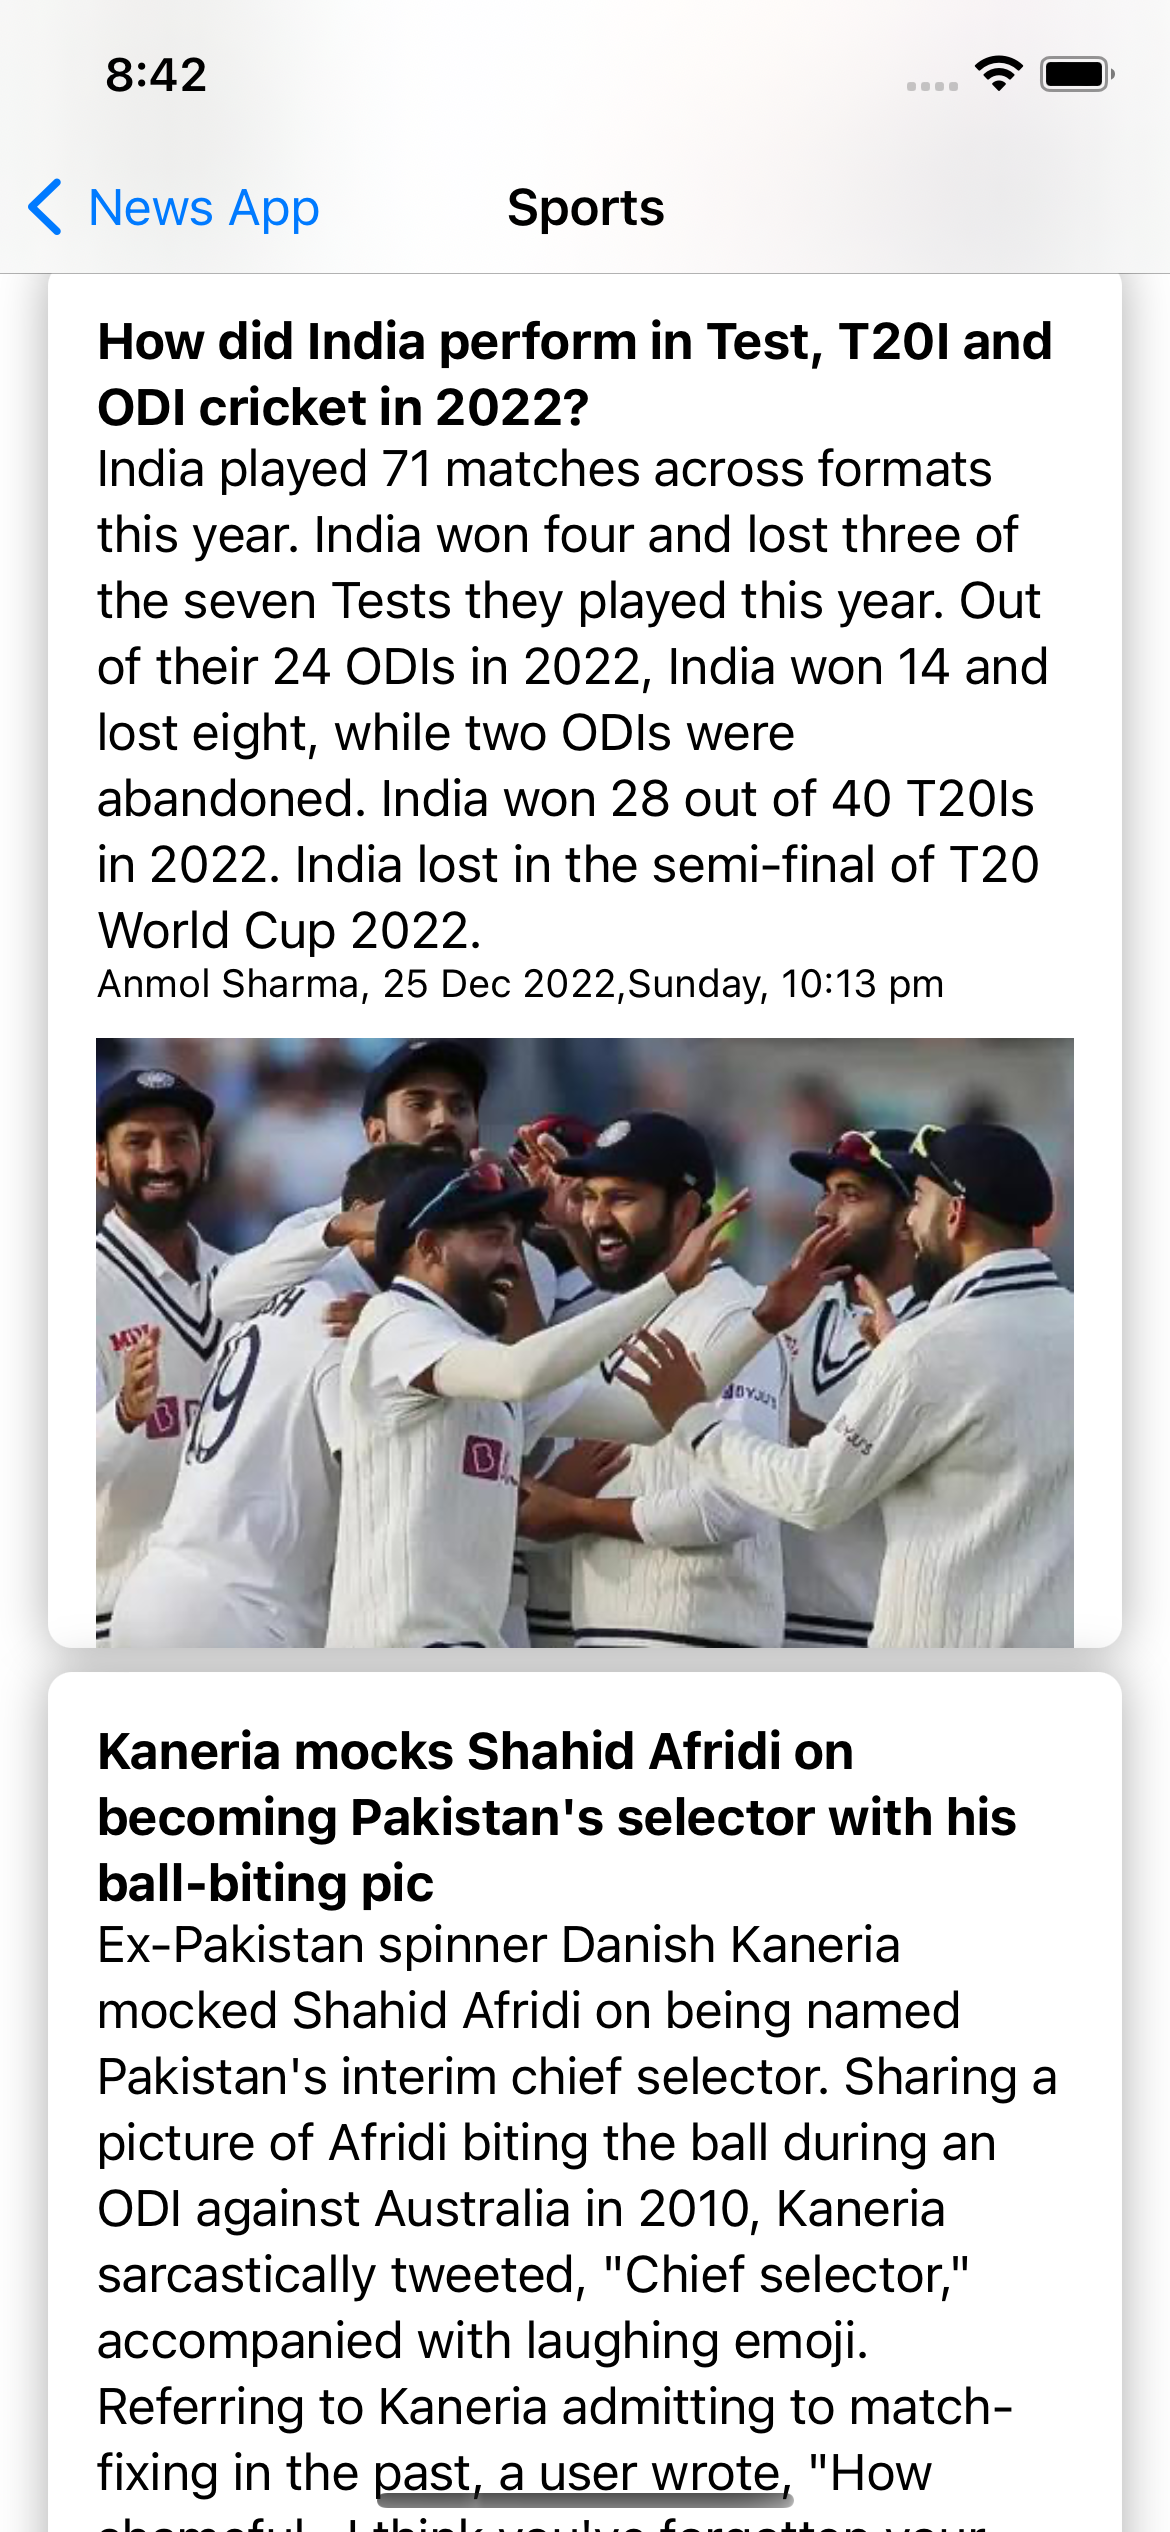 8:42
News App
Sports
How did India perform in Test, T20I and
ODI cricket in 2022?
India played 71 matches across formats
this year. India won four and lost three of
the seven Tests they played this year. Out
of their 24 ODIs in 2022, India won 14 and
lost eight, while two ODIs were
abandoned. India won 28 out of 40 T20Is
in 2022. India lost in the semi-final of T20
World Cup 2022.
Anmol Sharma, 25 Dec 2022,Sunday, 10:13 pm
BYJU'S
Kaneria mocks Shahid Afridi on
becoming Pakistan's selector with his
ball-biting pic
Ex-Pakistan spinner Danish Kaneria
mocked Shahid Afridi on being named
Pakistan's interim chief selector. Sharing a
picture of Afridi biting the ball during an
ODI against Australia in 2010, Kaneria
sarcastically tweeted, "Chief selector,"
accompanied with laughing emoji.
Referring to Kaneria admitting to match-
fixing in the past, a user wrote, "How